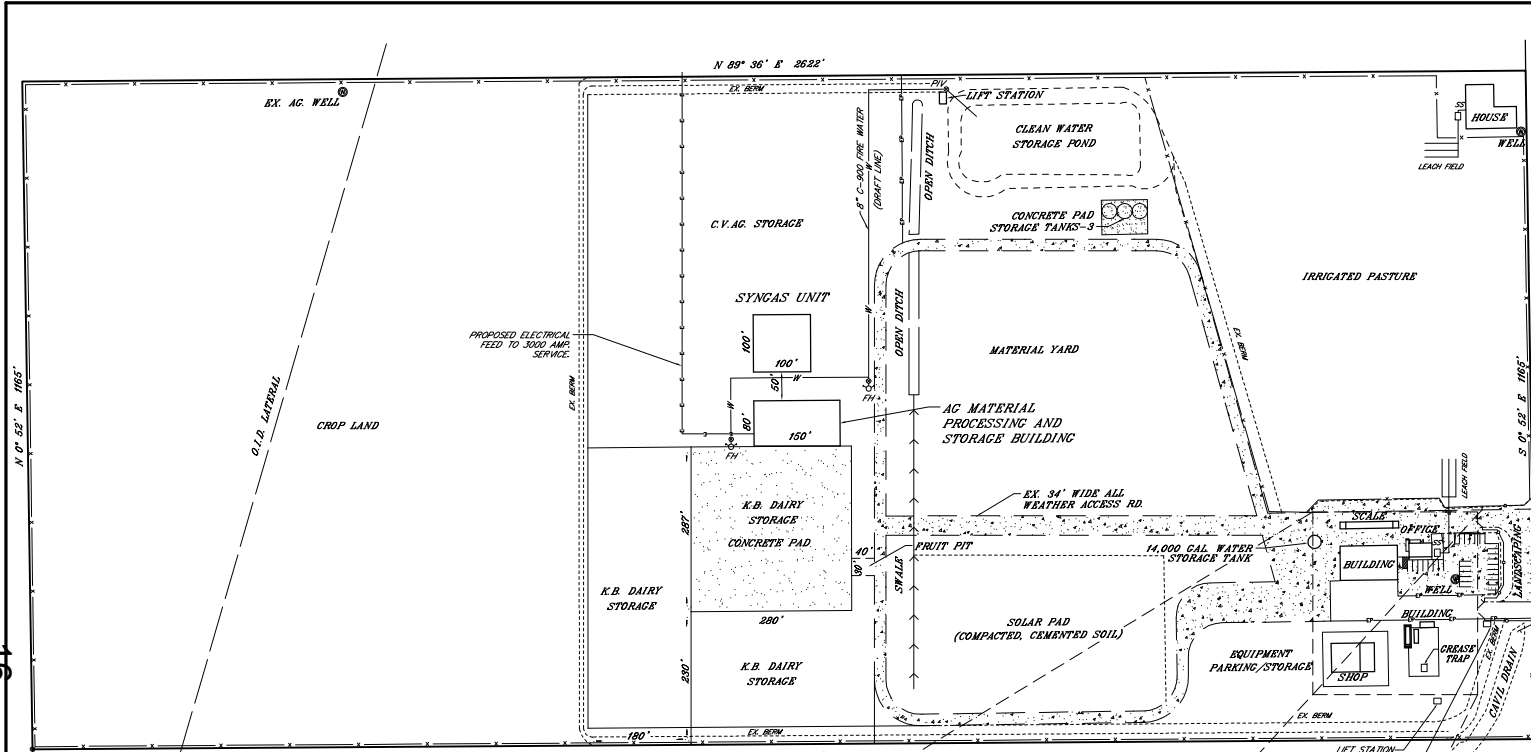 N 89° 36' E 2622'
EX. AG. WELL
EX. BERM
PIV
LIFT STATION
CLEAN WATER
STORAGE POND
SS
HOUSE
WELL
LEACH FIELD
8" C-900 FIRE WATER
(DRAFT LINE)
W
OPEN DITCH
C.V.AG. STORAGE
CONCRETE PAD
STORAGE TANKS-3
IRRIGATED PASTURE
SYNGAS UNIT
W
100'
100'
OPEN DITCH
MATERIAL YARD
EX. BERM
PROPOSED ELECTRICAL
FEED TO 3000 AMP.
SERVICE.
N 0° 52' E 1165'
O.I.D. LATERAL
CROP LAND
EX. BERM
50'
W
W
FH
80'
150'
FH
AG MATERIAL
PROCESSING AND
STORAGE BUILDING
S 0° 52' E 1165'
LEACH FIELD
K.B. DAIRY
STORAGE
CONCRETE PAD
287'
EX. 34' WIDE ALL
WEATHER ACCESS RD.
SCALE
OFFICE
SS
14,000 GAL WATER
STORAGE TANK
40'
30'
FRUIT PIT
BUILDING
WELL
LANDSCAPING
K.B. DAIRY
STORAGE
280'
SWALE
SOLAR PAD
(COMPACTED, CEMENTED SOIL)
BUILDING
230'
K.B. DAIRY
STORAGE
EQUIPMENT
PARKING/STORAGE
SHOP
GREASE
TRAP
EX. BERM
CAVIL DRAIN
180'
EX. BERM
EX. BERM
LIFT STATION